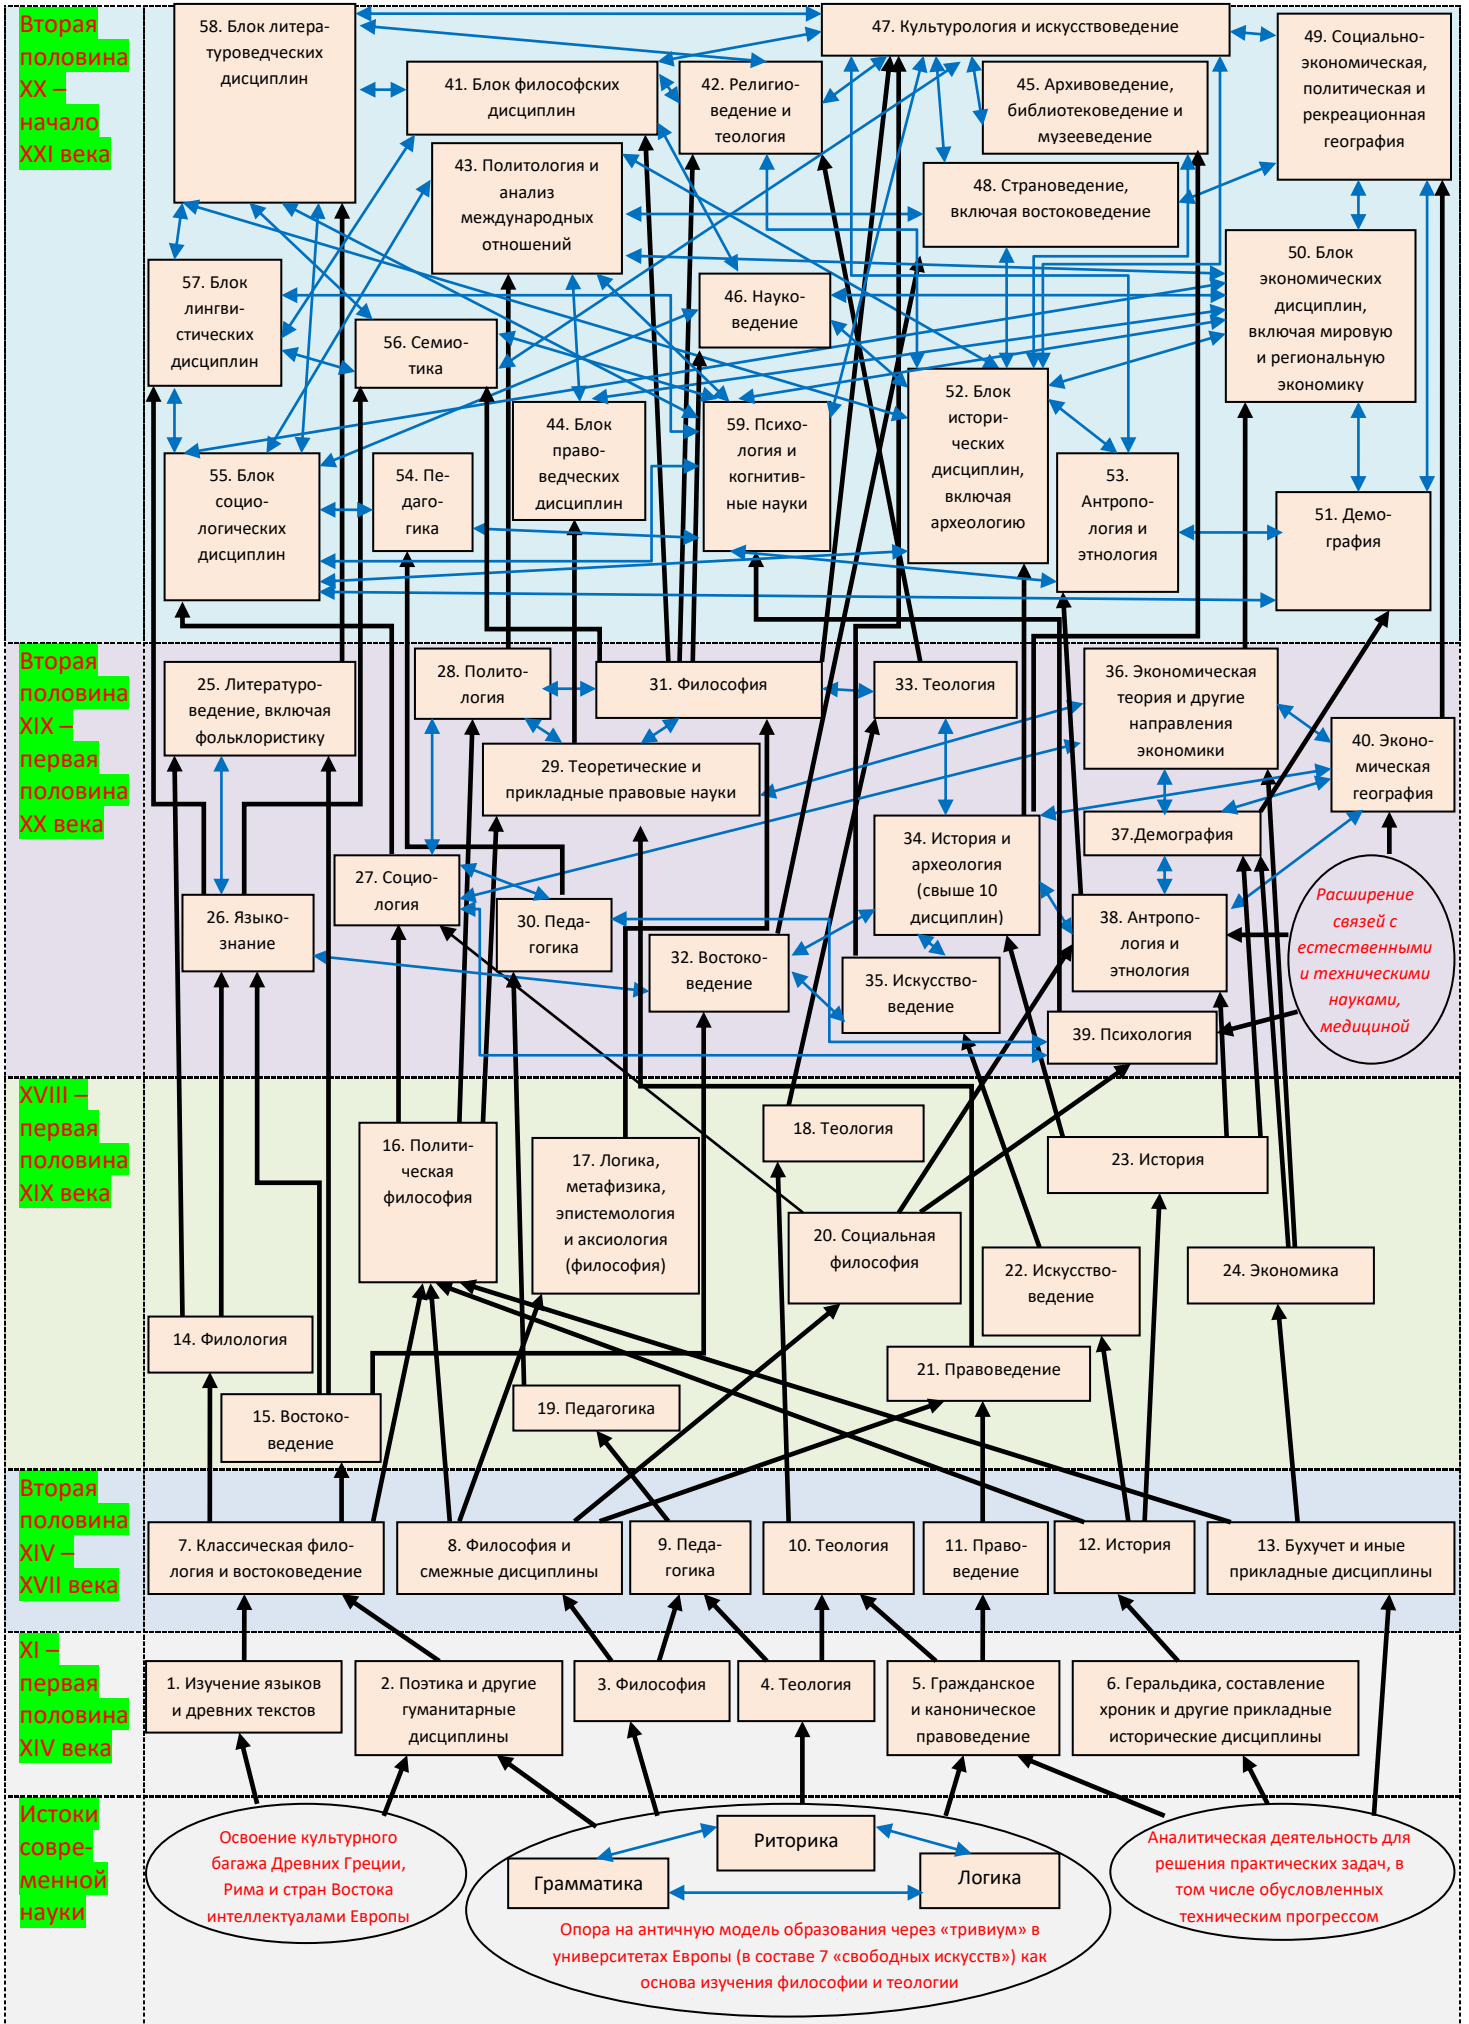 Вторая
половина
XX –
начало
XXI века
58. Блок литера-
туроведческих
дисциплин
47. Культурология и искусствоведение
49. Социально-
экономическая,
политическая и
рекреационная
география
41. Блок философских
дисциплин
42. Религио-
ведение и
теология
45. Архивоведение,
библиотековедение и
музееведение
43. Политология и
анализ
международных
отношений
48. Страноведение,
включая востоковедение
50. Блок
экономических
дисциплин,
включая мировую
и региональную
экономику
57. Блок
лингви-
стических
дисциплин
46. Науко-
ведение
56. Семио-
тика
52. Блок
истори-
ческих
дисциплин,
включая
археологию
44. Блок
право-
ведческих
дисциплин
59. Психо-
логия и
когнитив-
ные науки
55. Блок
социо-
логических
дисциплин
54. Пе-
даго-
гика
53.
Антропо-
логия и
этнология
51. Демо-
графия
Вторая
половина
XIX –
первая
половина
XX века
25. Литературо-
ведение, включая
фольклористику
28. Полито-
логия
31. Философия
33. Теология
36. Экономическая
теория и другие
направления
экономики
40. Эконо-
мическая
география
29. Теоретические и
прикладные правовые науки
34. История и
археология
(свыше 10
дисциплин)
37.Демография
27. Социо-
логия
26. Языко-
знание
30. Педа-
гогика
38. Антропо-
логия и
этнология
Расширение
связей с
естественными
и техническими
науками,
медициной
32. Востоко-
ведение
35. Искусство-
ведение
39. Психология
XVIII –
первая
половина
XIX века
16. Полити-
ческая
философия
17. Логика,
метафизика,
эпистемология
и аксиология
(философия)
18. Теология
23. История
20. Социальная
философия
22. Искусство-
ведение
24. Экономика
14. Филология
21. Правоведение
15. Востоко-
ведение
19. Педагогика
Вторая
половина
XIV –
XVII века
7. Классическая фило-
логия и востоковедение
8. Философия и
смежные дисциплины
9. Педа-
гогика
10. Теология
11. Право-
ведение
12. История
13. Бухучет и иные
прикладные дисциплины
XI –
первая
половина
XIV века
1. Изучение языков
и древних текстов
2. Поэтика и другие
гуманитарные
дисциплины
3. Философия
4. Теология
5. Гражданское
и каноническое
правоведение
6. Геральдика, составление
хроник и другие прикладные
исторические дисциплины
Истоки
совре-
менной
науки
Освоение культурного
багажа Древних Греции,
Рима и стран Востока
интеллектуалами Европы
Риторика
Грамматика
Логика
Опора на античную модель образования через «тривиум» в
университетах Европы (в составе 7 «свободных искусств») как
основа изучения философии и теологии
Аналитическая деятельность для
решения практических задач, в
том числе обусловленных
техническим прогрессом